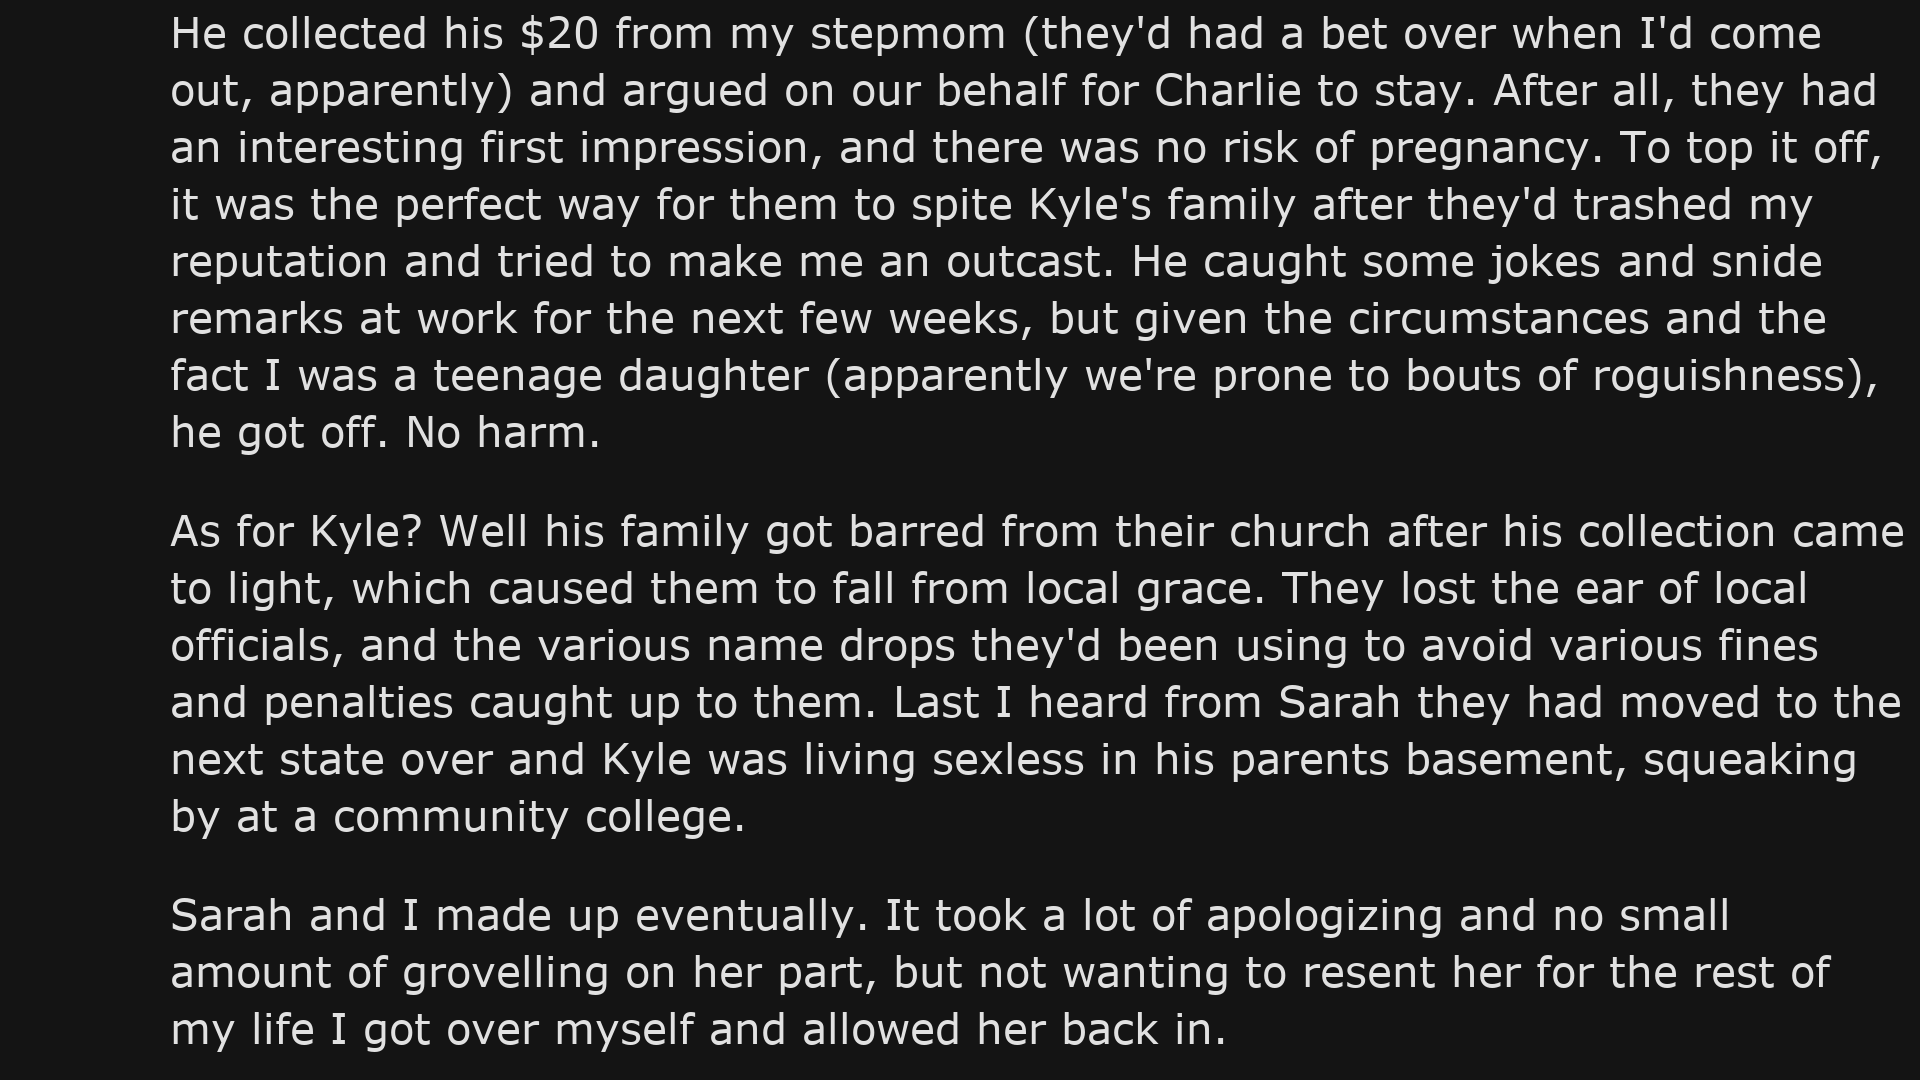 He collected his $20 from my stepmom (they'd had a bet over when I'd come
out, apparently) and argued on our behalf for Charlie to stay. After all, they had
an interesting first impression, and there was no risk of pregnancy. To top it off,
it was the perfect way for them to spite Kyle's family after they'd trashed my
reputation and tried to make me an outcast. He caught some jokes and snide
remarks at work for the next few weeks, but given the circumstances and the
fact I was a teenage daughter (apparently we're prone to bouts of roguishness),
he got off. No harm.
As for Kyle? Well his family got barred from their church after his collection came
to light, which caused them to fall from local grace. They lost the ear of local
officials, and the various name drops they'd been using to avoid various fines
and penalties caught up to them. Last I heard from Sarah they had moved to the
next state over and Kyle was living sexless in his parents basement, squeaking
by at a community college.
Sarah and I made up eventually. It took a lot of apologizing and no small
amount of grovelling on her part, but not wanting to resent her for the rest of
my life I got over myself and allowed her back in.